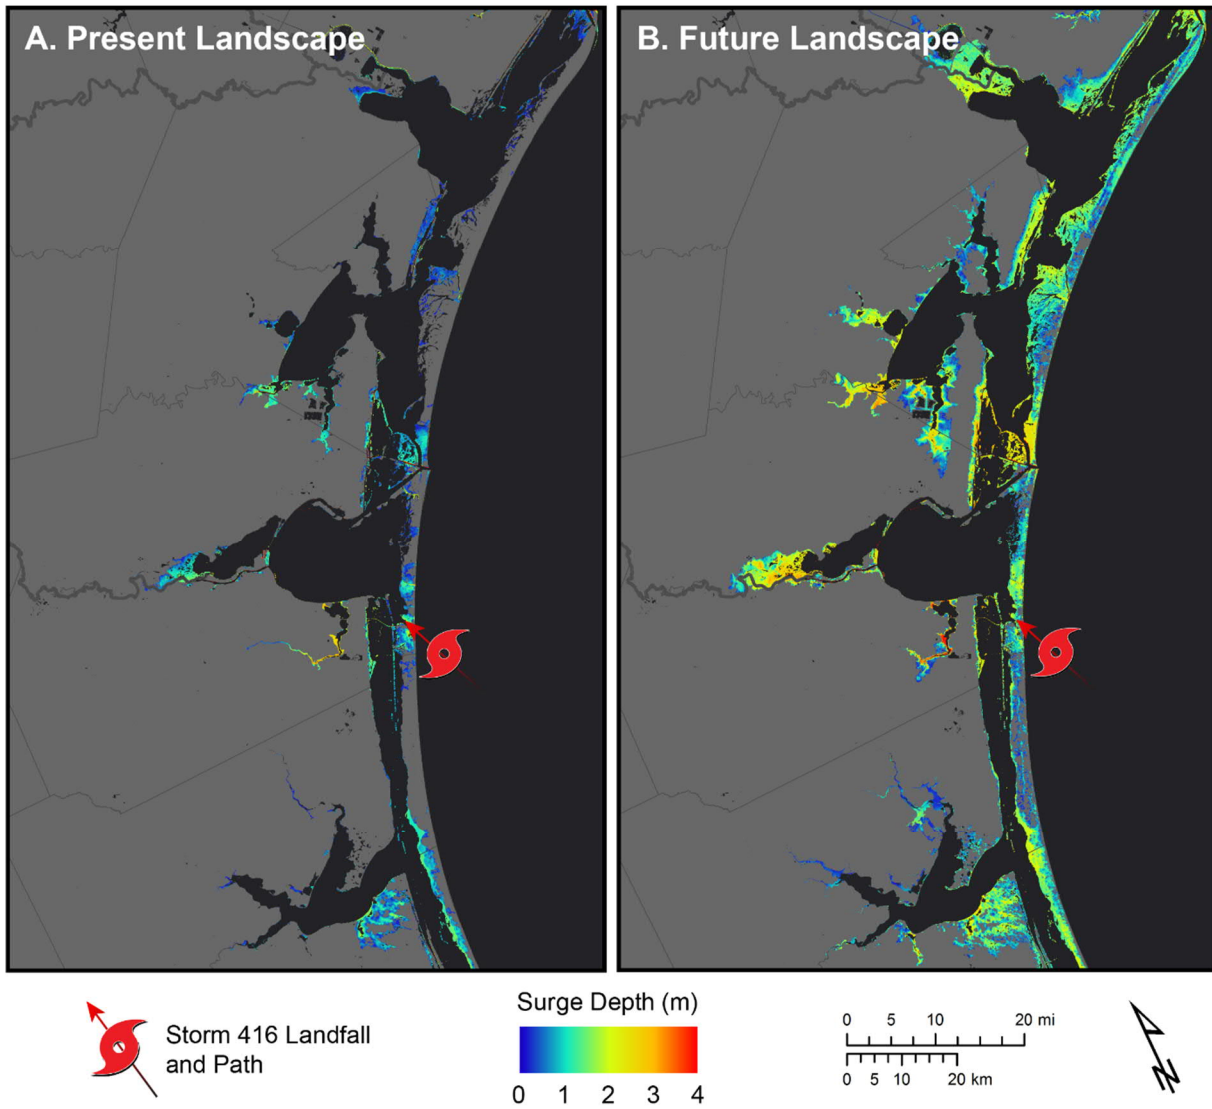 A. Present Landscape
B. Future Landscape
Storm 416 Landfall
and Path
Surge Depth (m)
0 1 2 3 4
0 5 10 20 mi
0 5 10 20 km
N